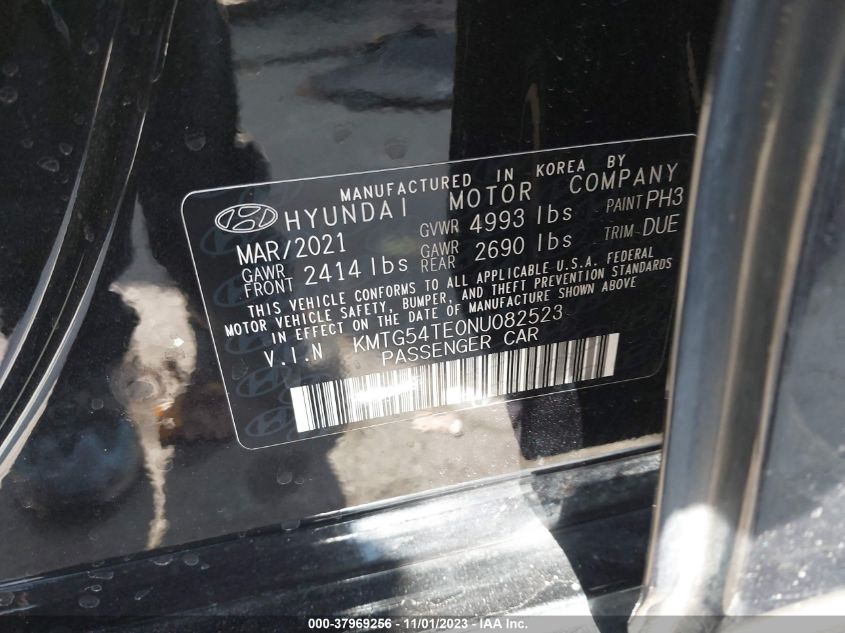 MANUFACTURED IN KOREA BY
HYUNDAI MOTOR COMPANY
MAR/2021 GVWR 4993 lbs PAINT PH3
GAWR FRONT 2414 lbs GAWR REAR 2690 lbs TRIM DUE
THIS VEHICLE CONFORMS TO ALL APPLICABLE U.S.A. FEDERAL
MOTOR VEHICLE SAFETY, BUMPER, AND THEFT PREVENTION STANDARDS
IN EFFECT ON THE DATE OF MANUFACTURE SHOWN ABOVE
V.I.N KMTG54TE0NU082523
PASSENGER CAR
000-37969256 - 11/01/2023 - IAA Inc.